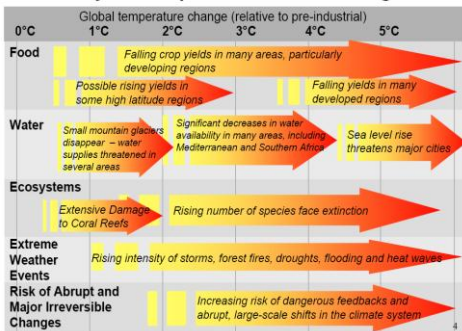 Global temperature change (relative to pre-industrial)
0°C 1°C 2°C 3°C 4°C 5°C
Food
Falling crop yields in many areas, particularly
developing regions
Possible rising yields in
some high latitude regions
Falling yields in many
developed regions
Water
Small mountain glaciers
disappear – water
supplies threatened in
several areas
Significant decreases in water
availability in many areas, including
Mediterranean and Southern Africa
Sea level rise
threatens major cities
Ecosystems
Extensive Damage
to Coral Reefs
Rising number of species face extinction
Extreme
Weather
Events
Rising intensity of storms, forest fires, droughts, flooding and heat waves
Risk of Abrupt and
Major Irreversible
Changes
Increasing risk of dangerous feedbacks and
abrupt, large-scale shifts in the climate system
4